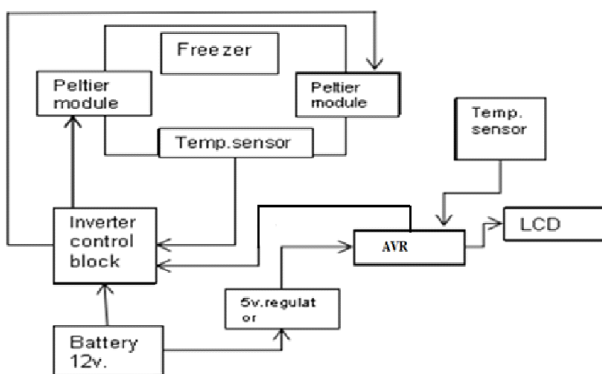 Freezer
Peltier
module
Peltier
module
Temp.
sensor
Temp.sensor
Inverter
control
block
AVR
LCD
5v.regulat
or
Battery
12v.